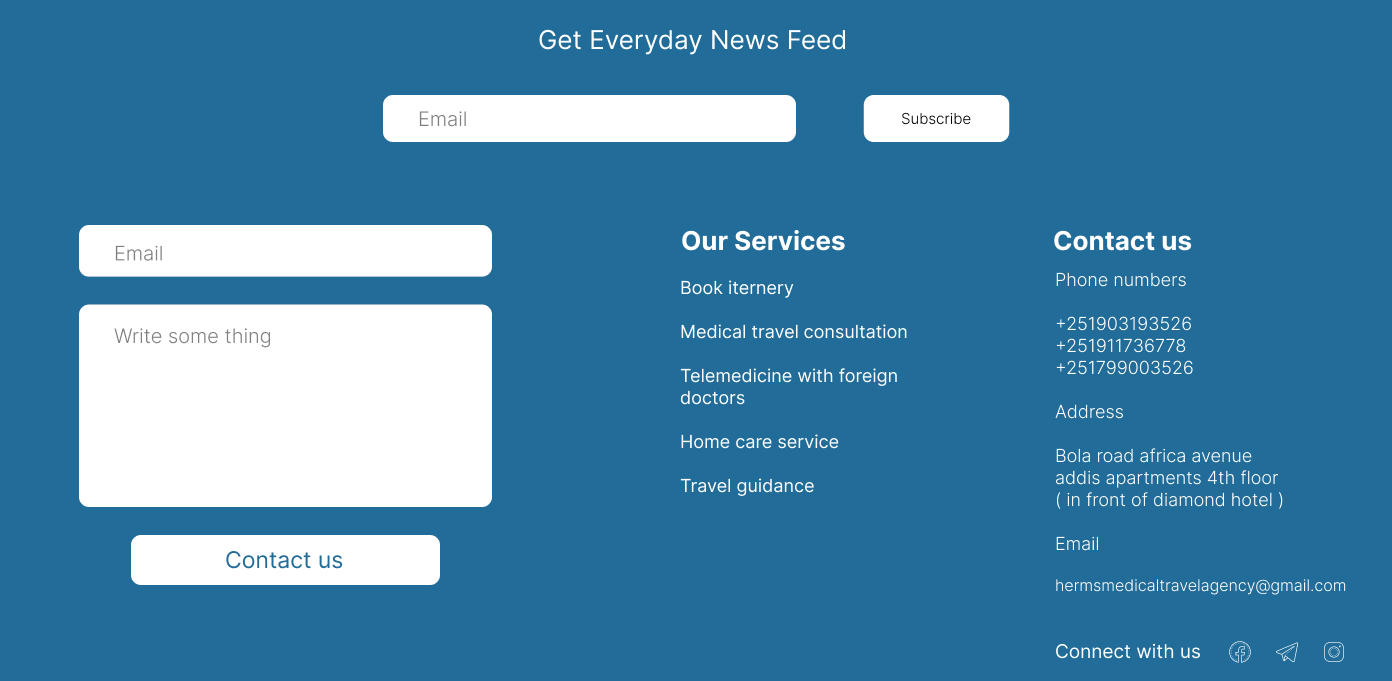 Get Everyday News Feed
Email
Subscribe
Email
Write some thing
Contact us
Our Services
Book iternery
Medical travel consultation
Telemedicine with foreign
doctors
Home care service
Travel guidance
Contact us
Phone numbers
+251903193526
+251911736778
+251799003526
Address
Bola road africa avenue
addis apartments 4th floor
( in front of diamond hotel )
Email
hermsmedicaltravelagency@gmail.com
Connect with us